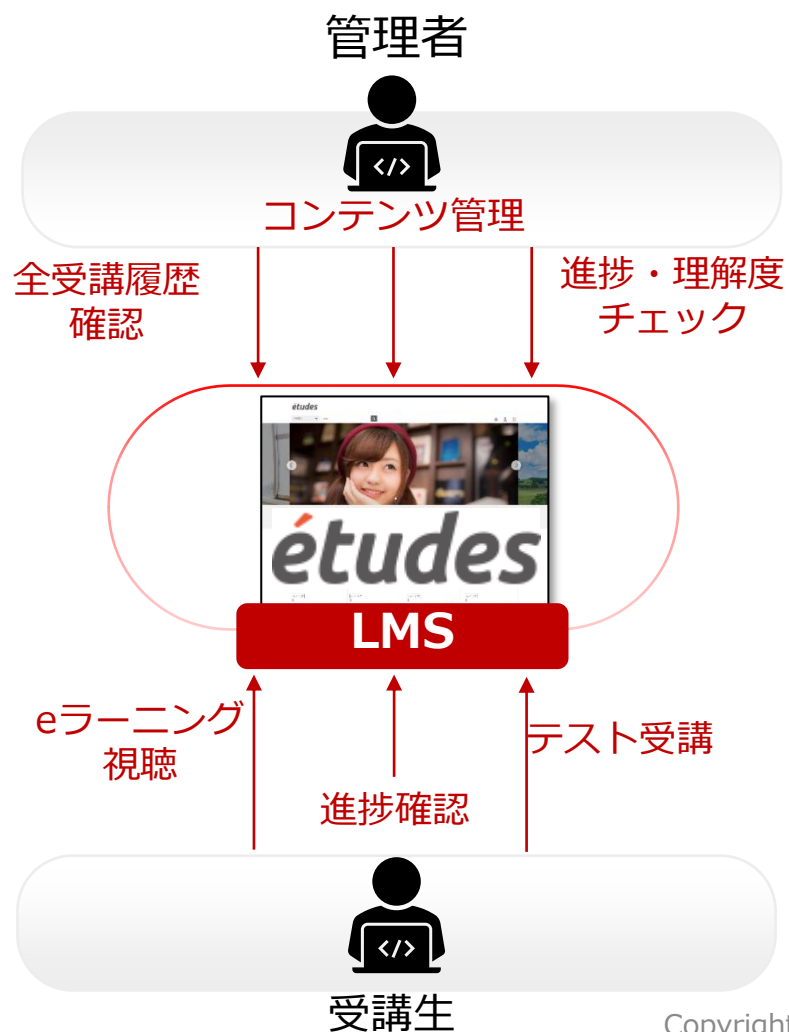 管理者
</>
コンテンツ管理
全受講履歴
確認
進捗・理解度
チェック
études
études
LMS
eラーニング
視聴
進捗確認
テスト受講
</>
受講生
Copyright